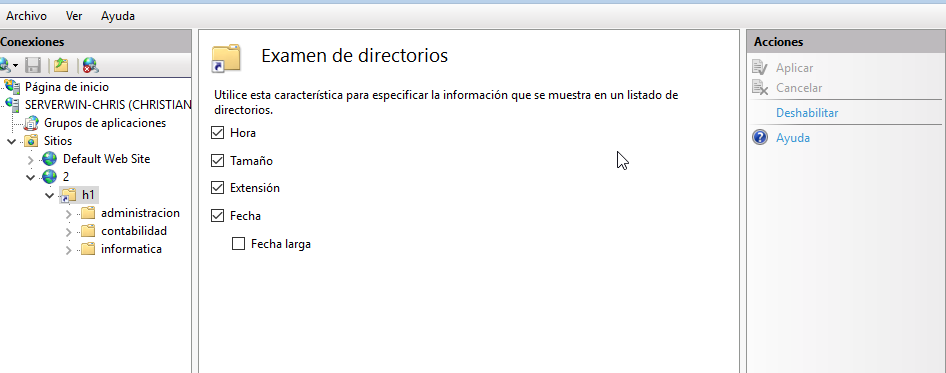 Archivo Ver Ayuda
Conexiones
Página de inicio
SERVERWIN-CHRIS (CHRISTIAN
Grupos de aplicaciones
Sitios
Default Web Site
2
h1
administracion
contabilidad
informatica
Examen de directorios
Utilice esta característica para especificar la información que se muestra en un listado de
directorios.
Hora
Tamaño
Extensión
Fecha
Fecha larga
Acciones
Aplicar
Cancelar
Deshabilitar
Ayuda